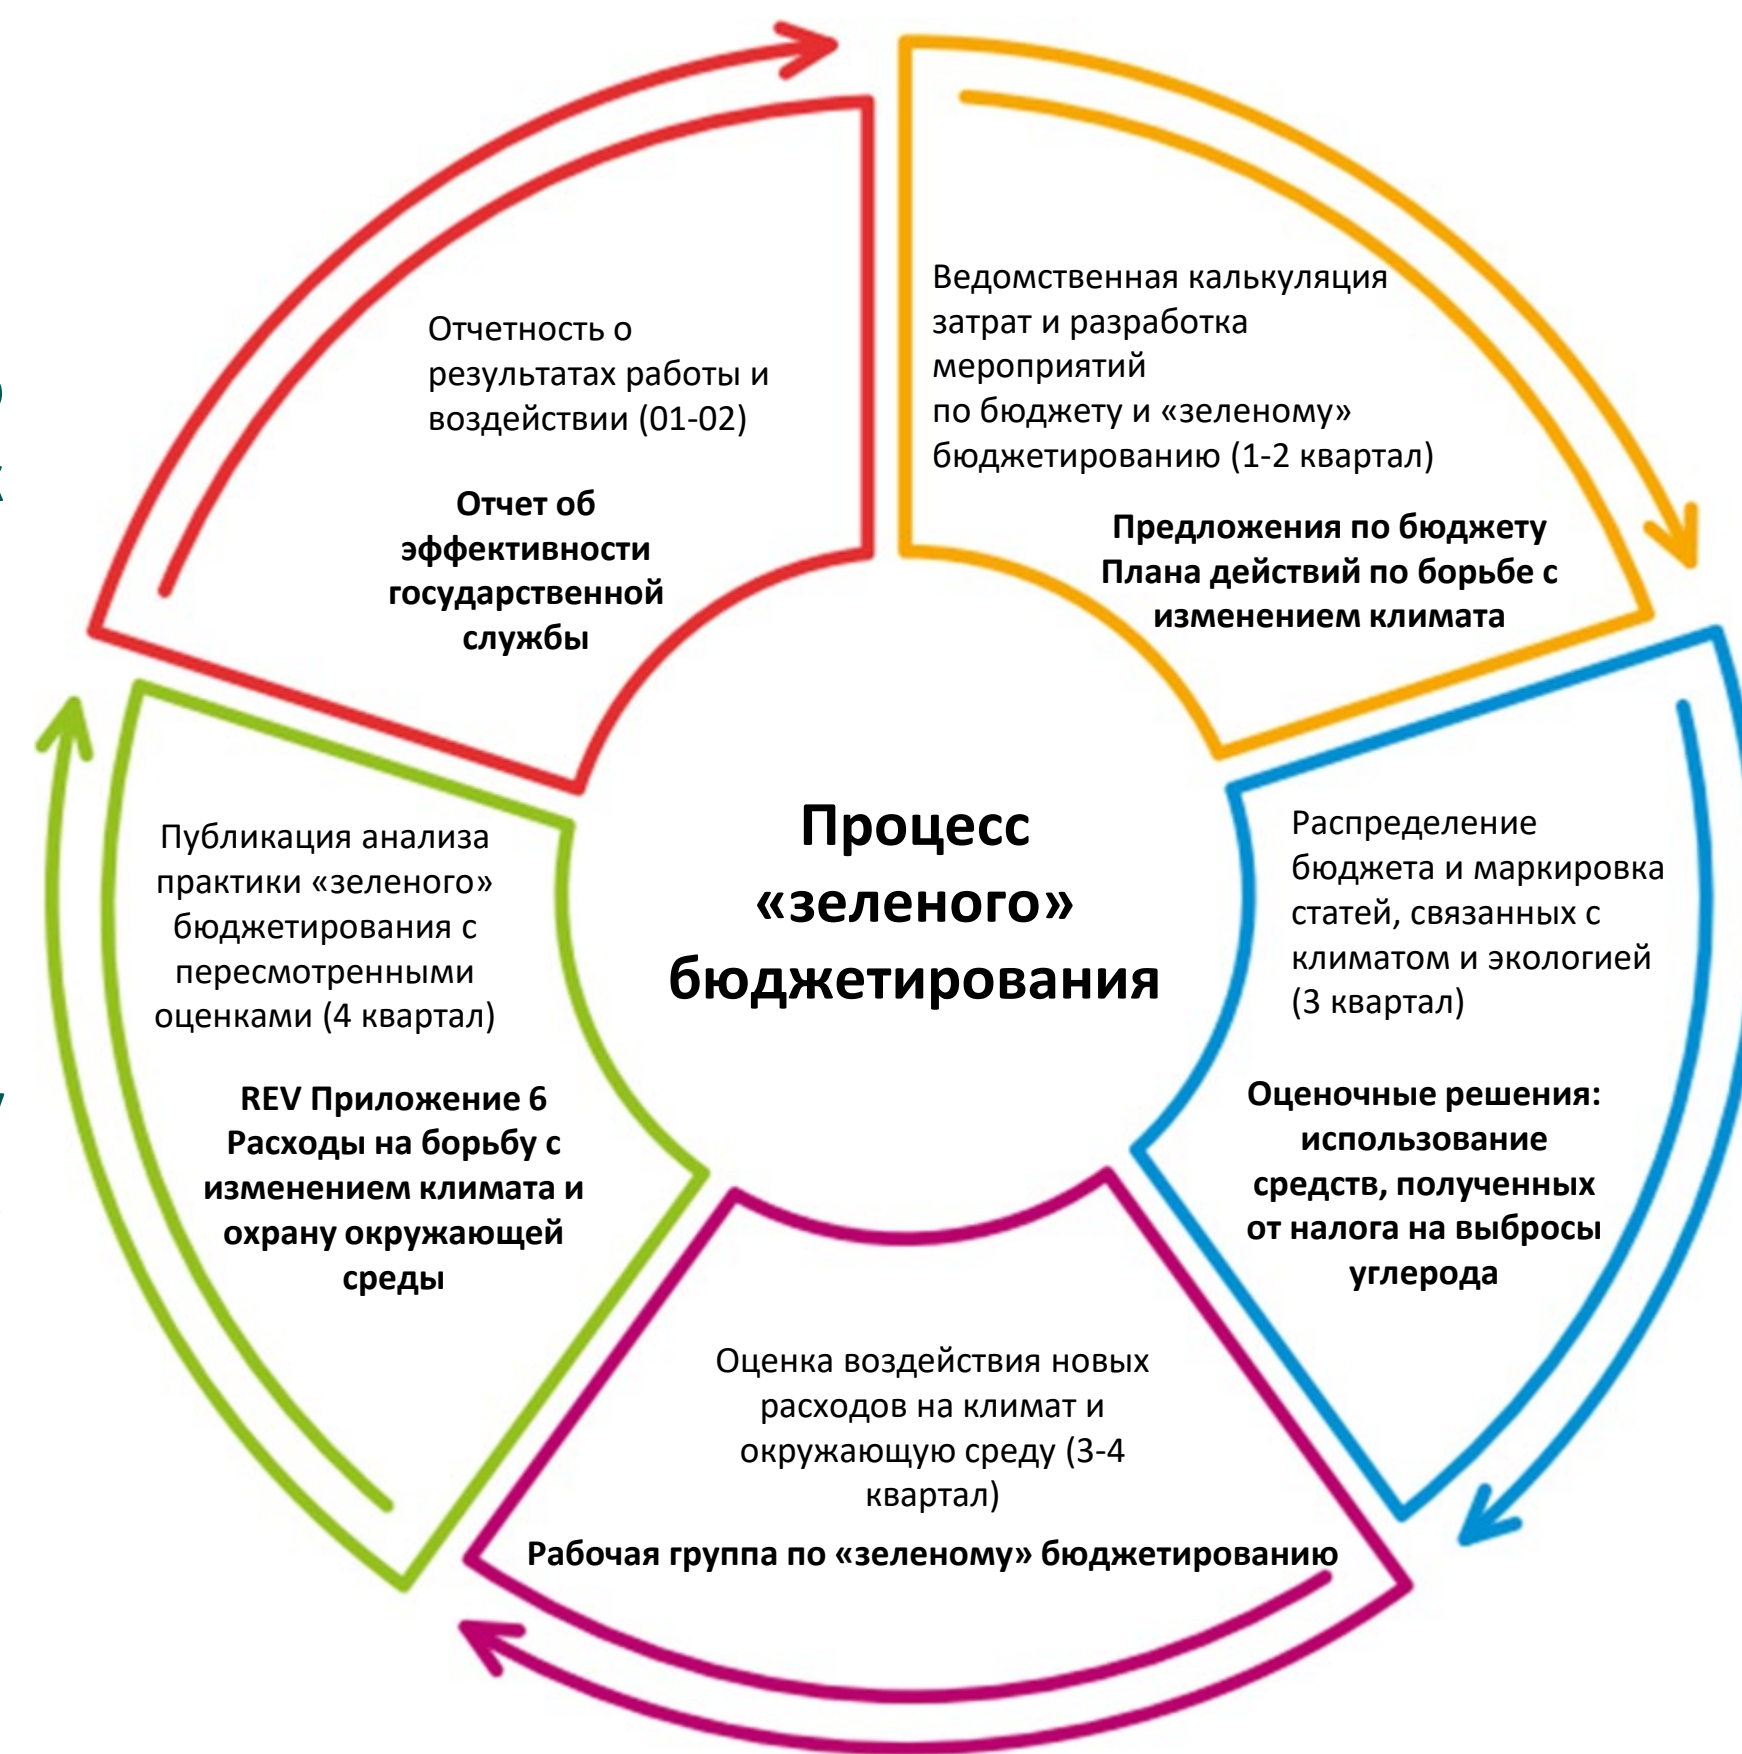 Ведомственная калькуляция
затрат и разработка
мероприятий
по бюджету и «зеленому»
бюджетированию (1-2 квартал)
Предложения по бюджету
Плана действий по борьбе с
изменением климата
Распределение
бюджета и маркировка
статей, связанных с
климатом и экологией
(3 квартал)
Оценочные решения:
использование
средств, полученных
от налога на выбросы
углерода
Оценка воздействия новых
расходов на климат и
окружающую среду (3-4
квартал)
Рабочая группа по «зеленому» бюджетированию
Публикация анализа
практики «зеленого»
бюджетирования с
пересмотренными
оценками (4 квартал)
REV Приложение 6
Расходы на борьбу с
изменением климата и
охрану окружающей
среды
Отчетность о
результатах работы и
воздействии (01-02)
Отчет об
эффективности
государственной
службы
Процесс
«зеленого»
бюджетирования